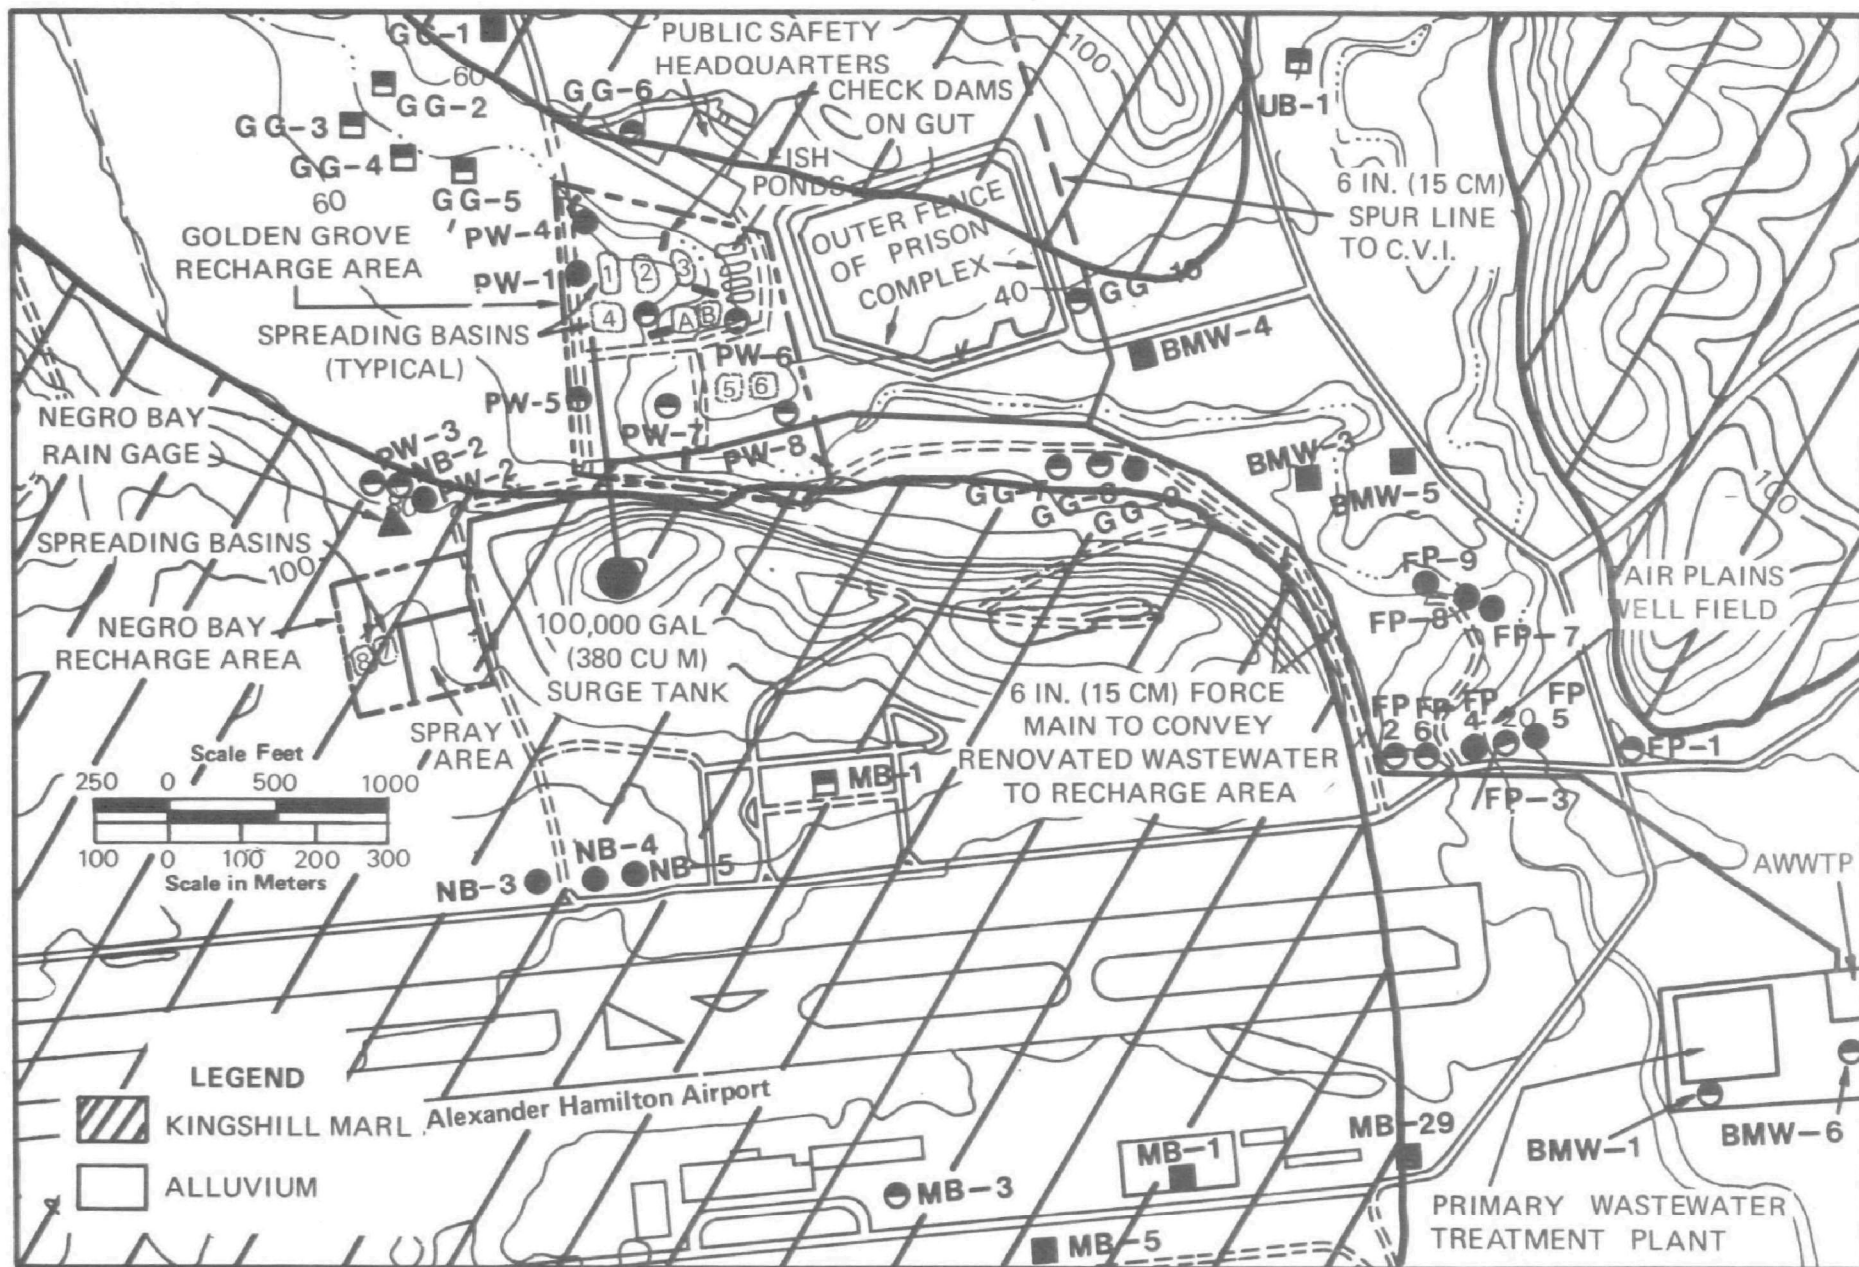 GG-1
60
GG-2
GG-3
GG-4
60
GG-5
GG-6
PUBLIC SAFETY
HEADQUARTERS
CHECK DAMS
ON GUT
FISH
PONDS
100
UB-1
6 IN. (15 CM)
SPUR LINE
TO C.V.I.
GOLDEN GROVE
RECHARGE AREA
PW-4
PW-1
1
2
3
4
A
B
OUTER FENCE
OF PRISON
COMPLEX
40
GG-10
BMW-4
SPREADING BASINS
(TYPICAL)
PW-6
5
6
PW-5
PW-7
PW-8
NEGRO BAY
RAIN GAGE
PW-3
NB-2
PW-2
GG-7
GG-8
GG-9
BMW-3
BMW-5
100
SPREADING BASINS
100
FP-9
FP-8
FP-7
FAIR PLAINS
WELL FIELD
NEGRO BAY
RECHARGE AREA
8
7
100,000 GAL
(380 CU M)
SURGE TANK
SPRAY
AREA
6 IN. (15 CM) FORCE
MAIN TO CONVEY
RENOVATED WASTEWATER
TO RECHARGE AREA
FP
2
FP
6
FP
4
20
FP
5
FP-1
FP-3
Scale Feet
250 0 500 1000
100 0 100 200 300
Scale in Meters
MB-1
NB-3
NB-4
NB-5
AWWTP
LEGEND
KINGSHILL MARL
ALLUVIUM
Alexander Hamilton Airport
MB-3
MB-1
MB-29
MB-5
BMW-1
BMW-6
PRIMARY WASTEWATER
TREATMENT PLANT